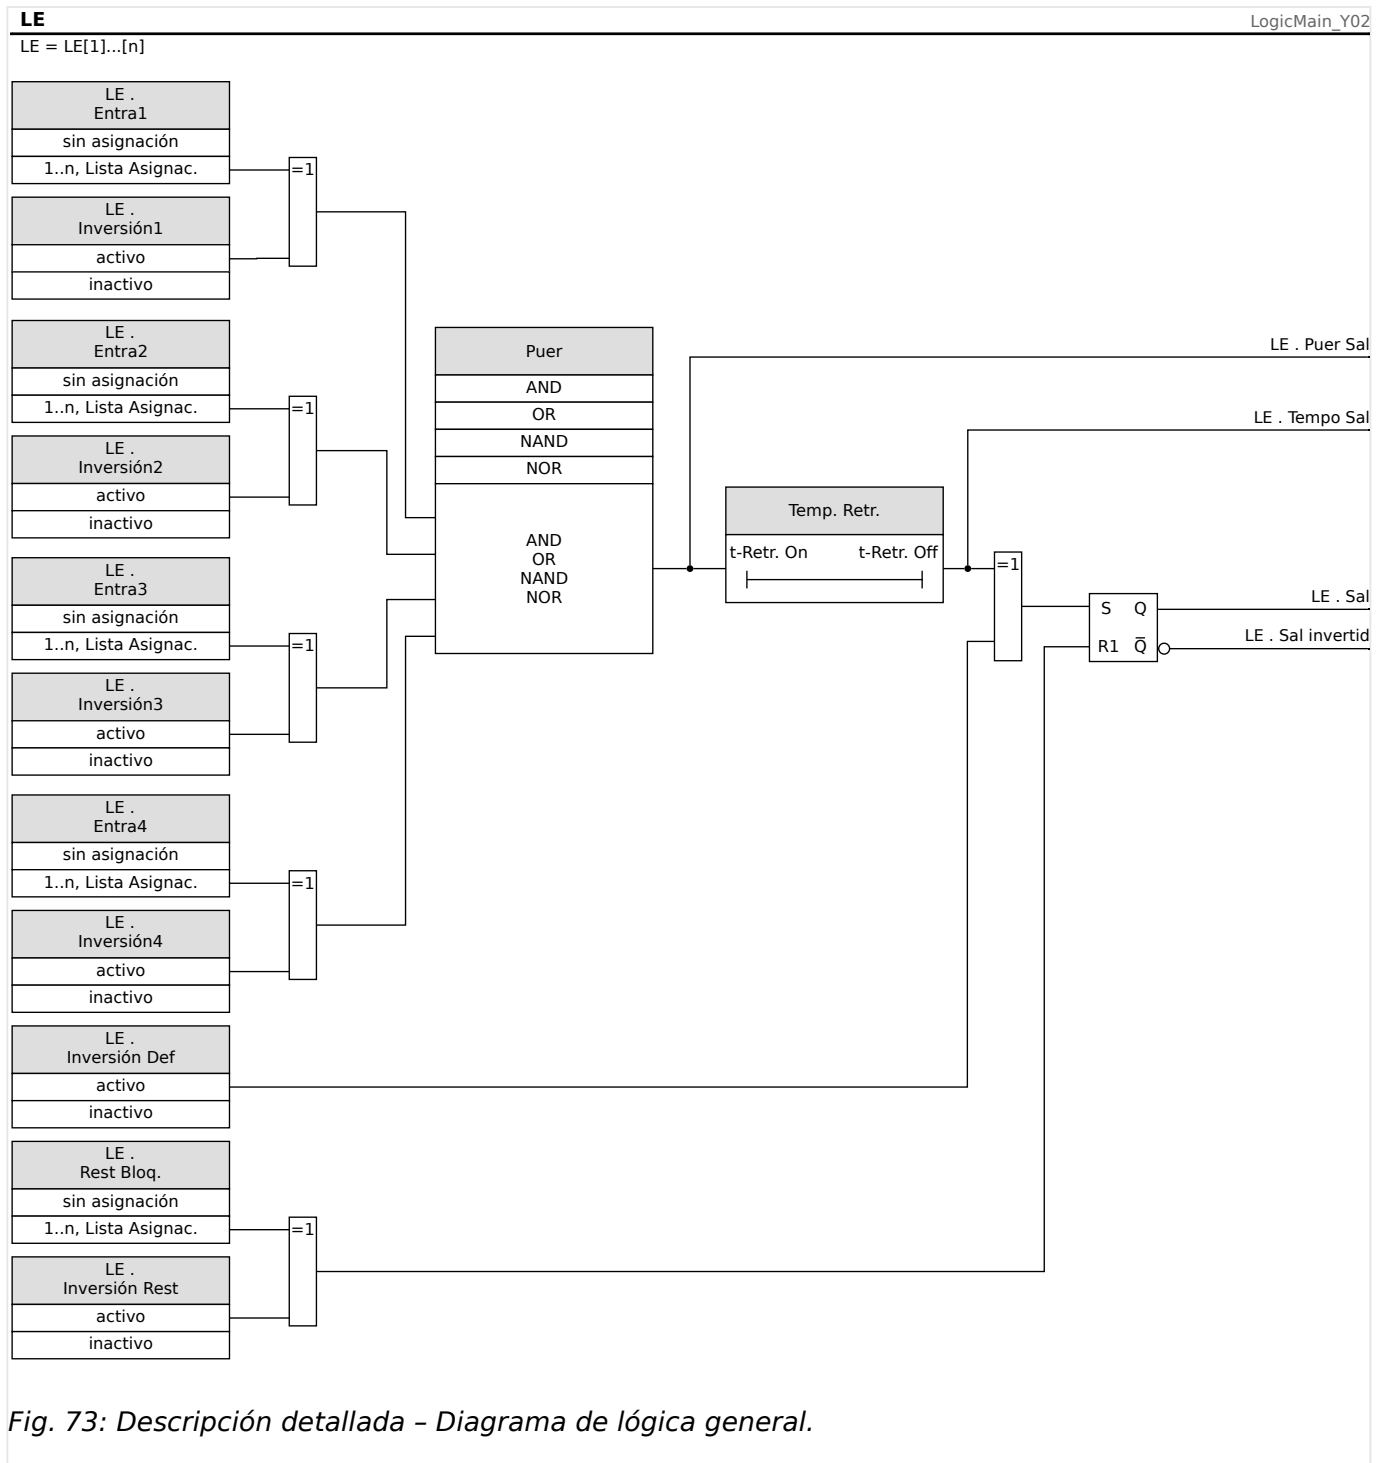 LE
LogicMain_Y02
LE = LE[1]...[n]
LE .
Entra1
sin asignación
1..n, Lista Asignac.
=1
LE .
Inversión1
activo
inactivo
LE .
Entra2
sin asignación
1..n, Lista Asignac.
=1
LE .
Inversión2
activo
inactivo
Puer
AND
OR
NAND
NOR
AND
OR
NAND
NOR
LE . Puer Sal
LE . Tempo Sal
Temp. Retr.
t-Retr. On t-Retr. Off
=1
S Q
R1 Q̅
LE . Sal
LE . Sal invertid
LE .
Entra3
sin asignación
1..n, Lista Asignac.
=1
LE .
Inversión3
activo
inactivo
LE .
Entra4
sin asignación
1..n, Lista Asignac.
=1
LE .
Inversión4
activo
inactivo
LE .
Inversión Def
activo
inactivo
LE .
Rest Bloq.
sin asignación
1..n, Lista Asignac.
=1
LE .
Inversión Rest
activo
inactivo
Fig. 73: Descripción detallada – Diagrama de lógica general.